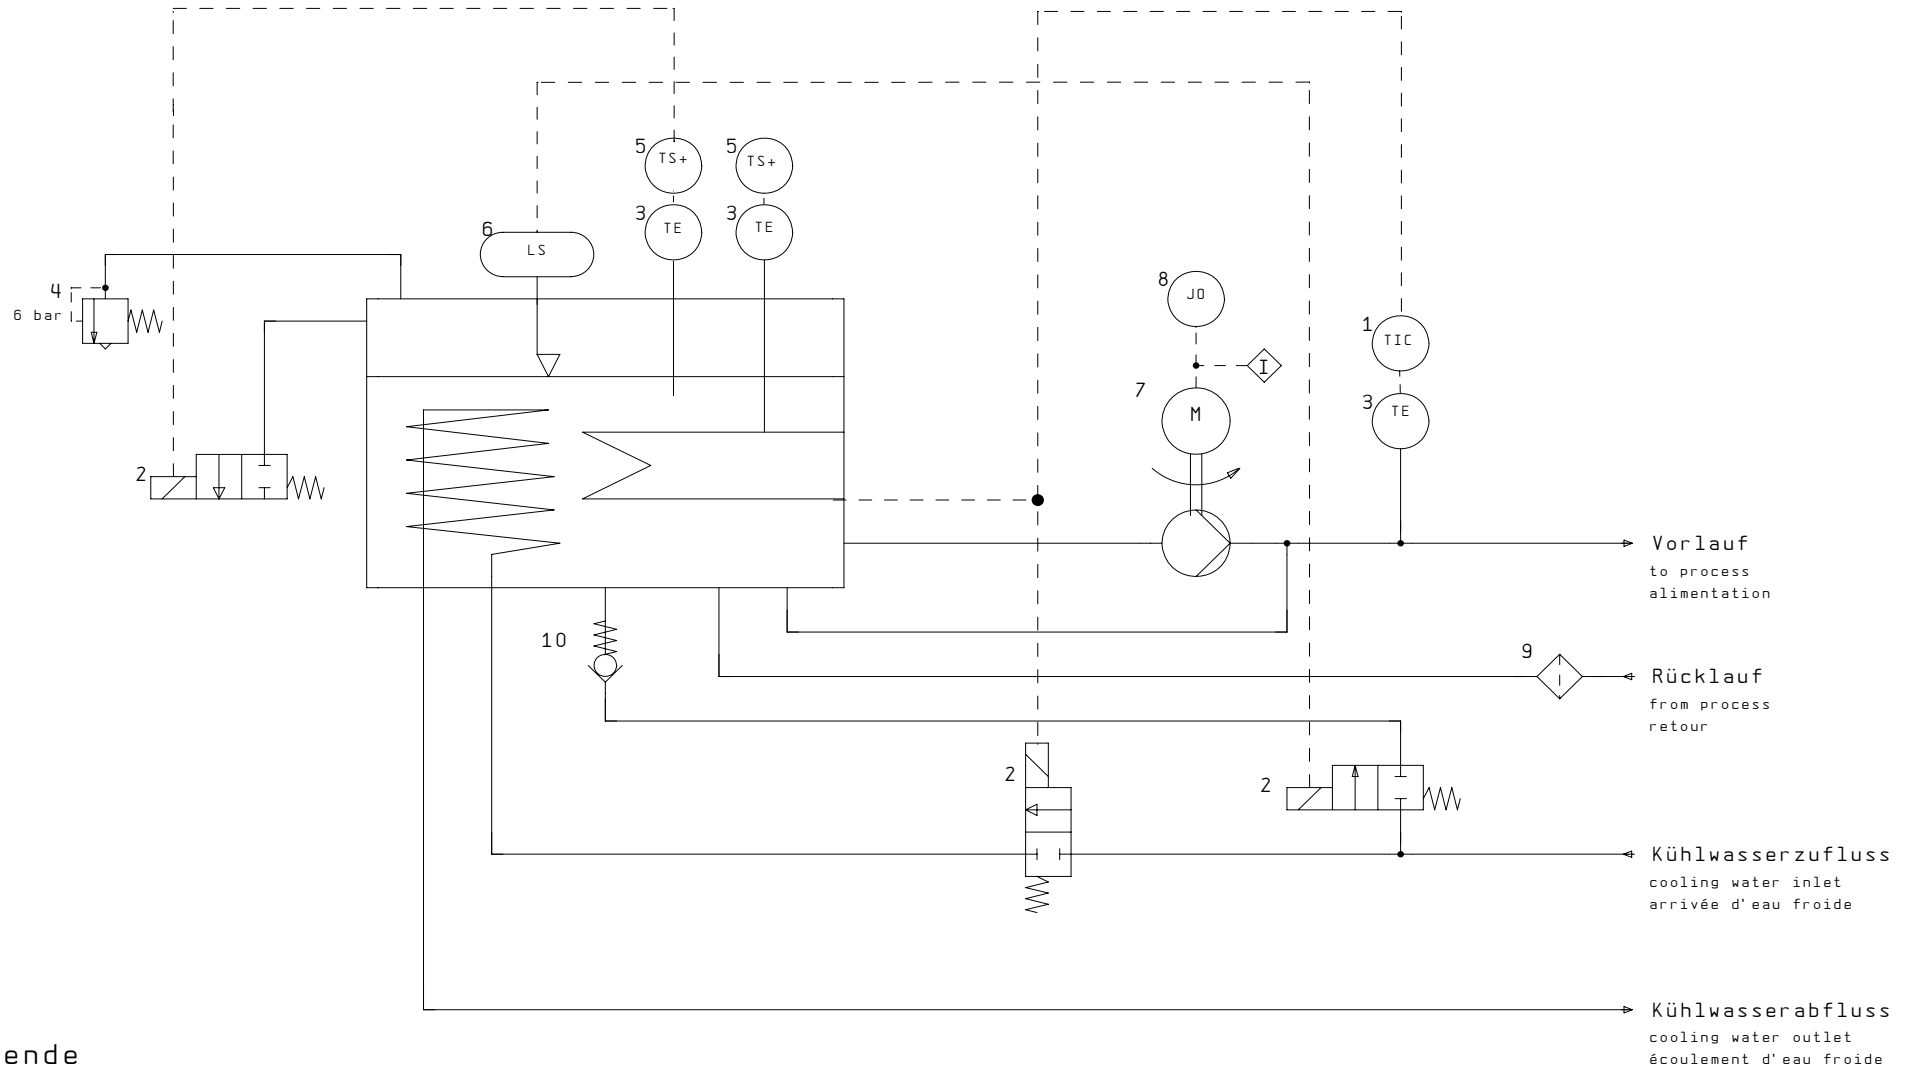 5
TS+
5
TS+
3
TE
3
TE
6
LS
8
JO
4
6 bar
I
1
TIC
7
M
3
TE
2
Vorlauf
to process
alimentation
10
9
Rücklauf
from process
retour
2
2
Kühlwasserzufluss
cooling water inlet
arrivée d'eau froide
Kühlwasserabfluss
cooling water outlet
écoulement d'eau froide
ende